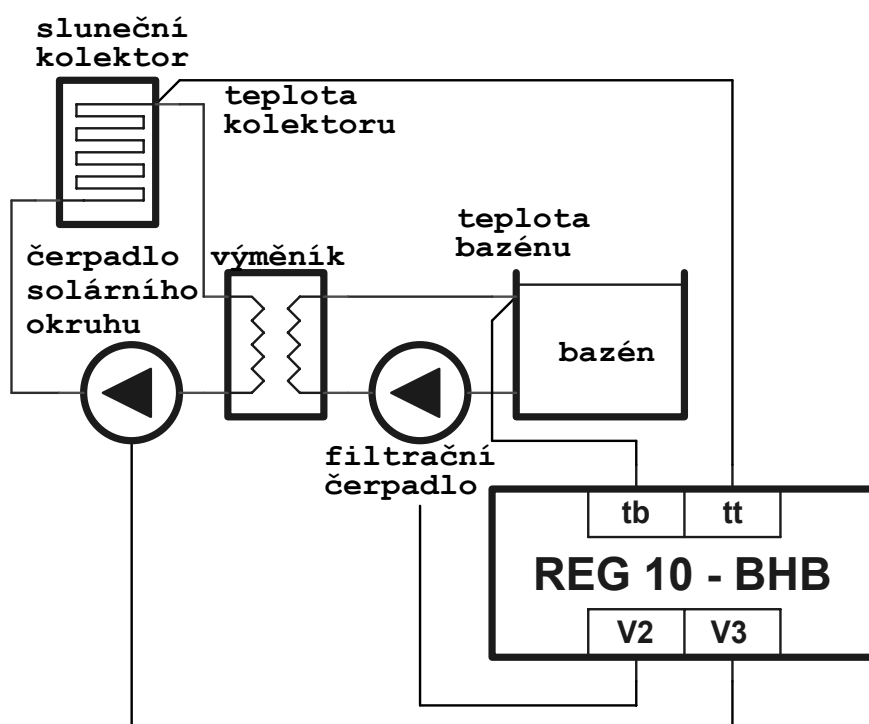 sluneční
kolektor
teplota
kolektoru
teplota
bazénu
čerpadlo
solárního
okruhu
výměník
bazén
filtrační
čerpadlo
tb tt
REG 10 - BHB
V2 V3